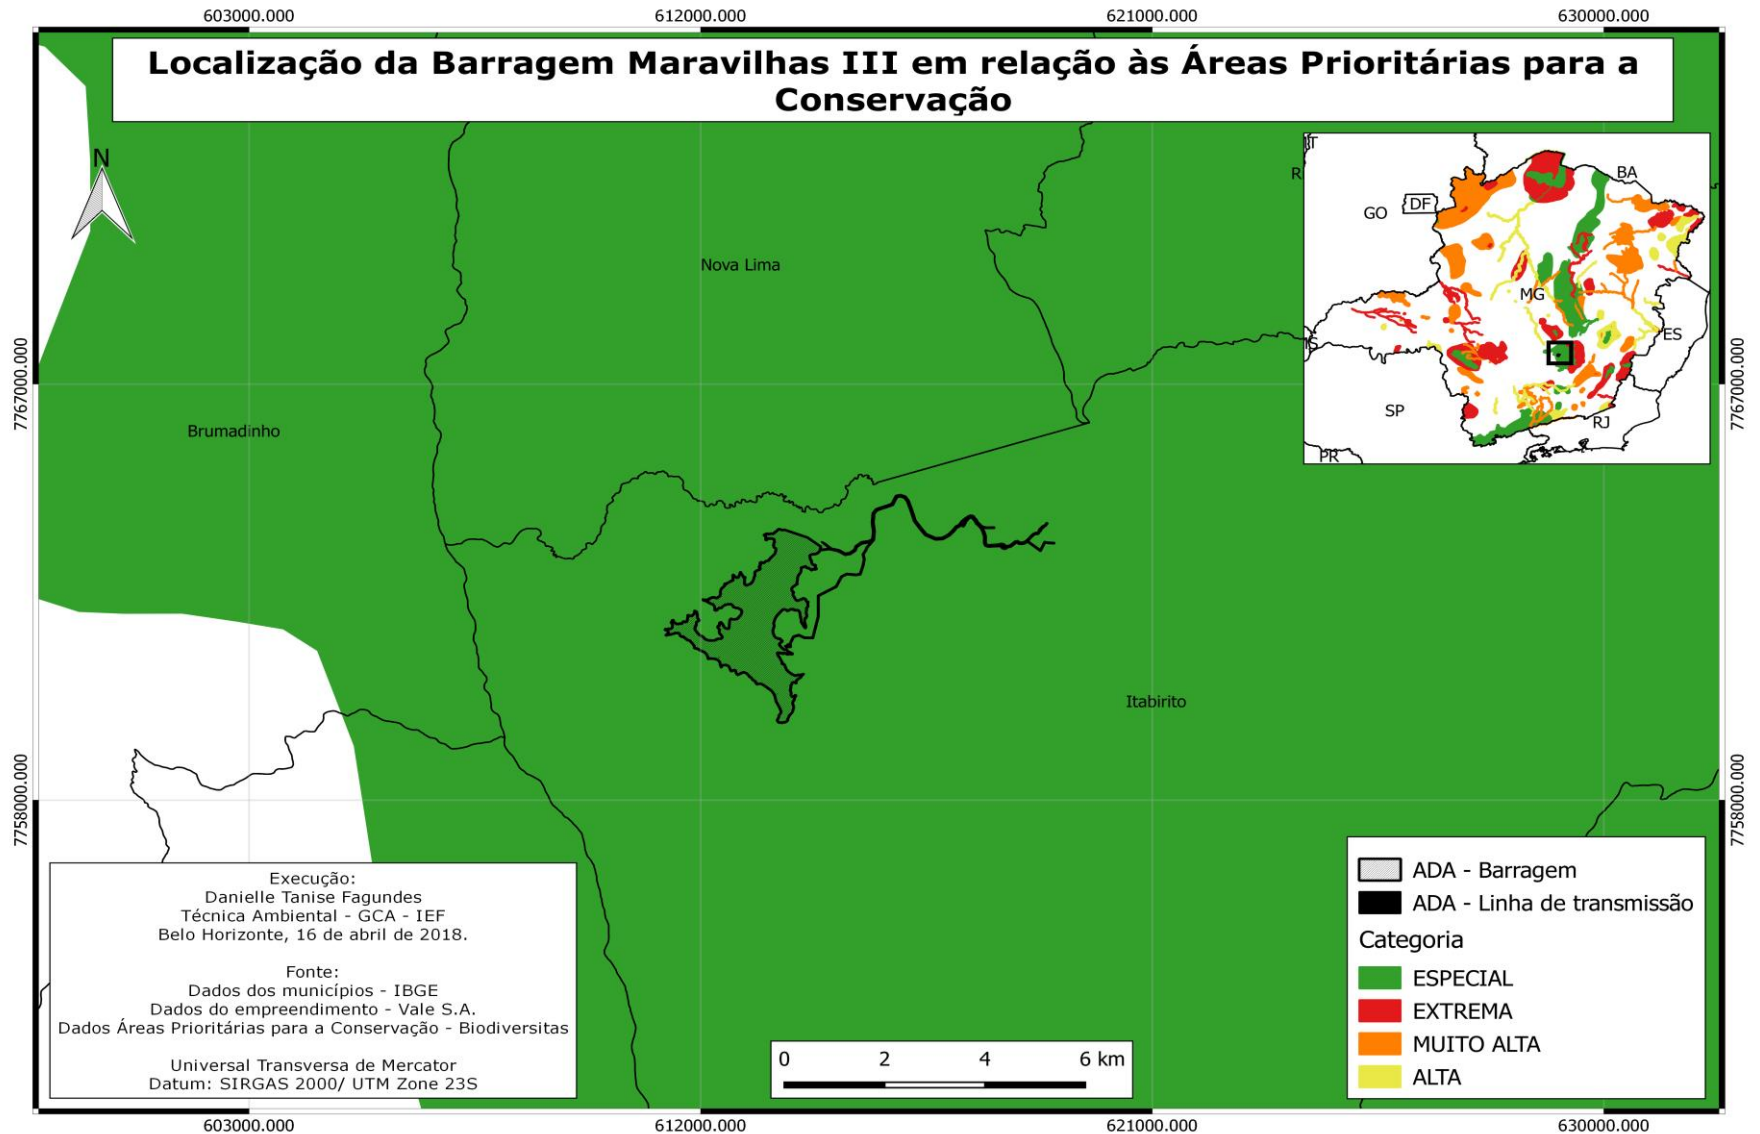 603000.000
612000.000
621000.000
630000.000
Localização da Barragem Maravilhas III em relação às Áreas Prioritárias para a
Conservação
N
Nova Lima
Brumadinho
Itabirito
7767000.000
7767000.000
7758000.000
7758000.000
BA
GO
DF
MG
ES
SP
RJ
PR
Execução:
Danielle Tanise Fagundes
Técnica Ambiental - GCA - IEF
Belo Horizonte, 16 de abril de 2018.
Fonte:
Dados dos municípios - IBGE
Dados do empreendimento - Vale S.A.
Dados Áreas Prioritárias para a Conservação - Biodiversitas
Universal Transversa de Mercator
Datum: SIRGAS 2000/ UTM Zone 23S
0 2 4 6 km
ADA - Barragem
ADA - Linha de transmissão
Categoria
ESPECIAL
EXTREMA
MUITO ALTA
ALTA
603000.000
612000.000
621000.000
630000.000